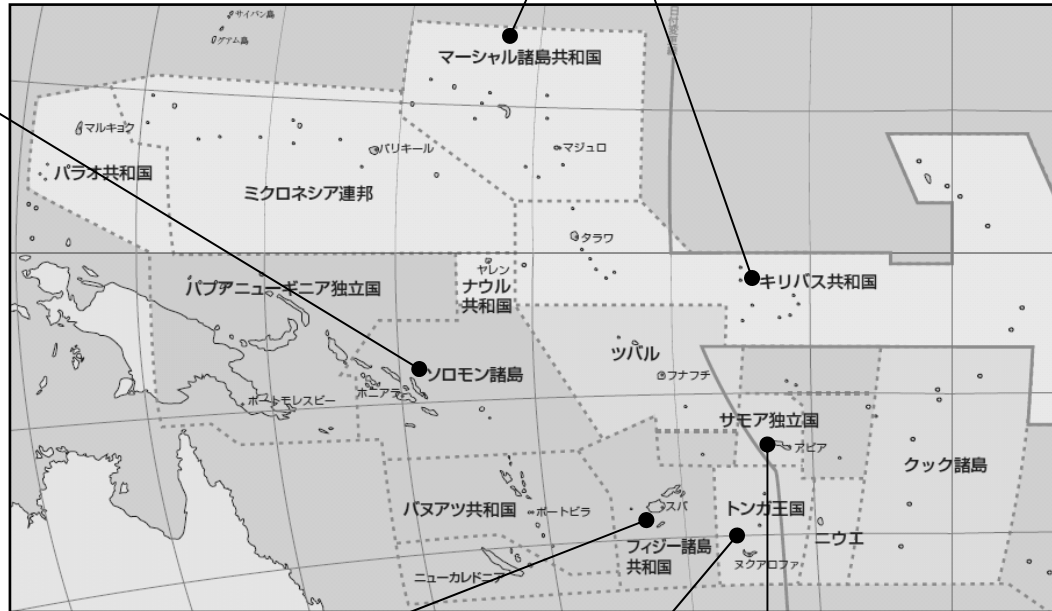 サイパン島
グアム島
日付変更線
マーシャル諸島共和国
マルキョク
パリキール
マジュロ
パラオ共和国
ミクロネシア連邦
タラワ
ヤレン
ナウル
共和国
キリバス共和国
パプアニューギニア独立国
ツバル
フナフチ
ソロモン諸島
ホニアラ
ポートモレスビー
サモア独立国
アピア
クック諸島
バヌアツ共和国
ポートビラ
スバ
トンガ王国
フィジー諸島
共和国
ニウエ
ヌクアロファ
ニューカレドニア